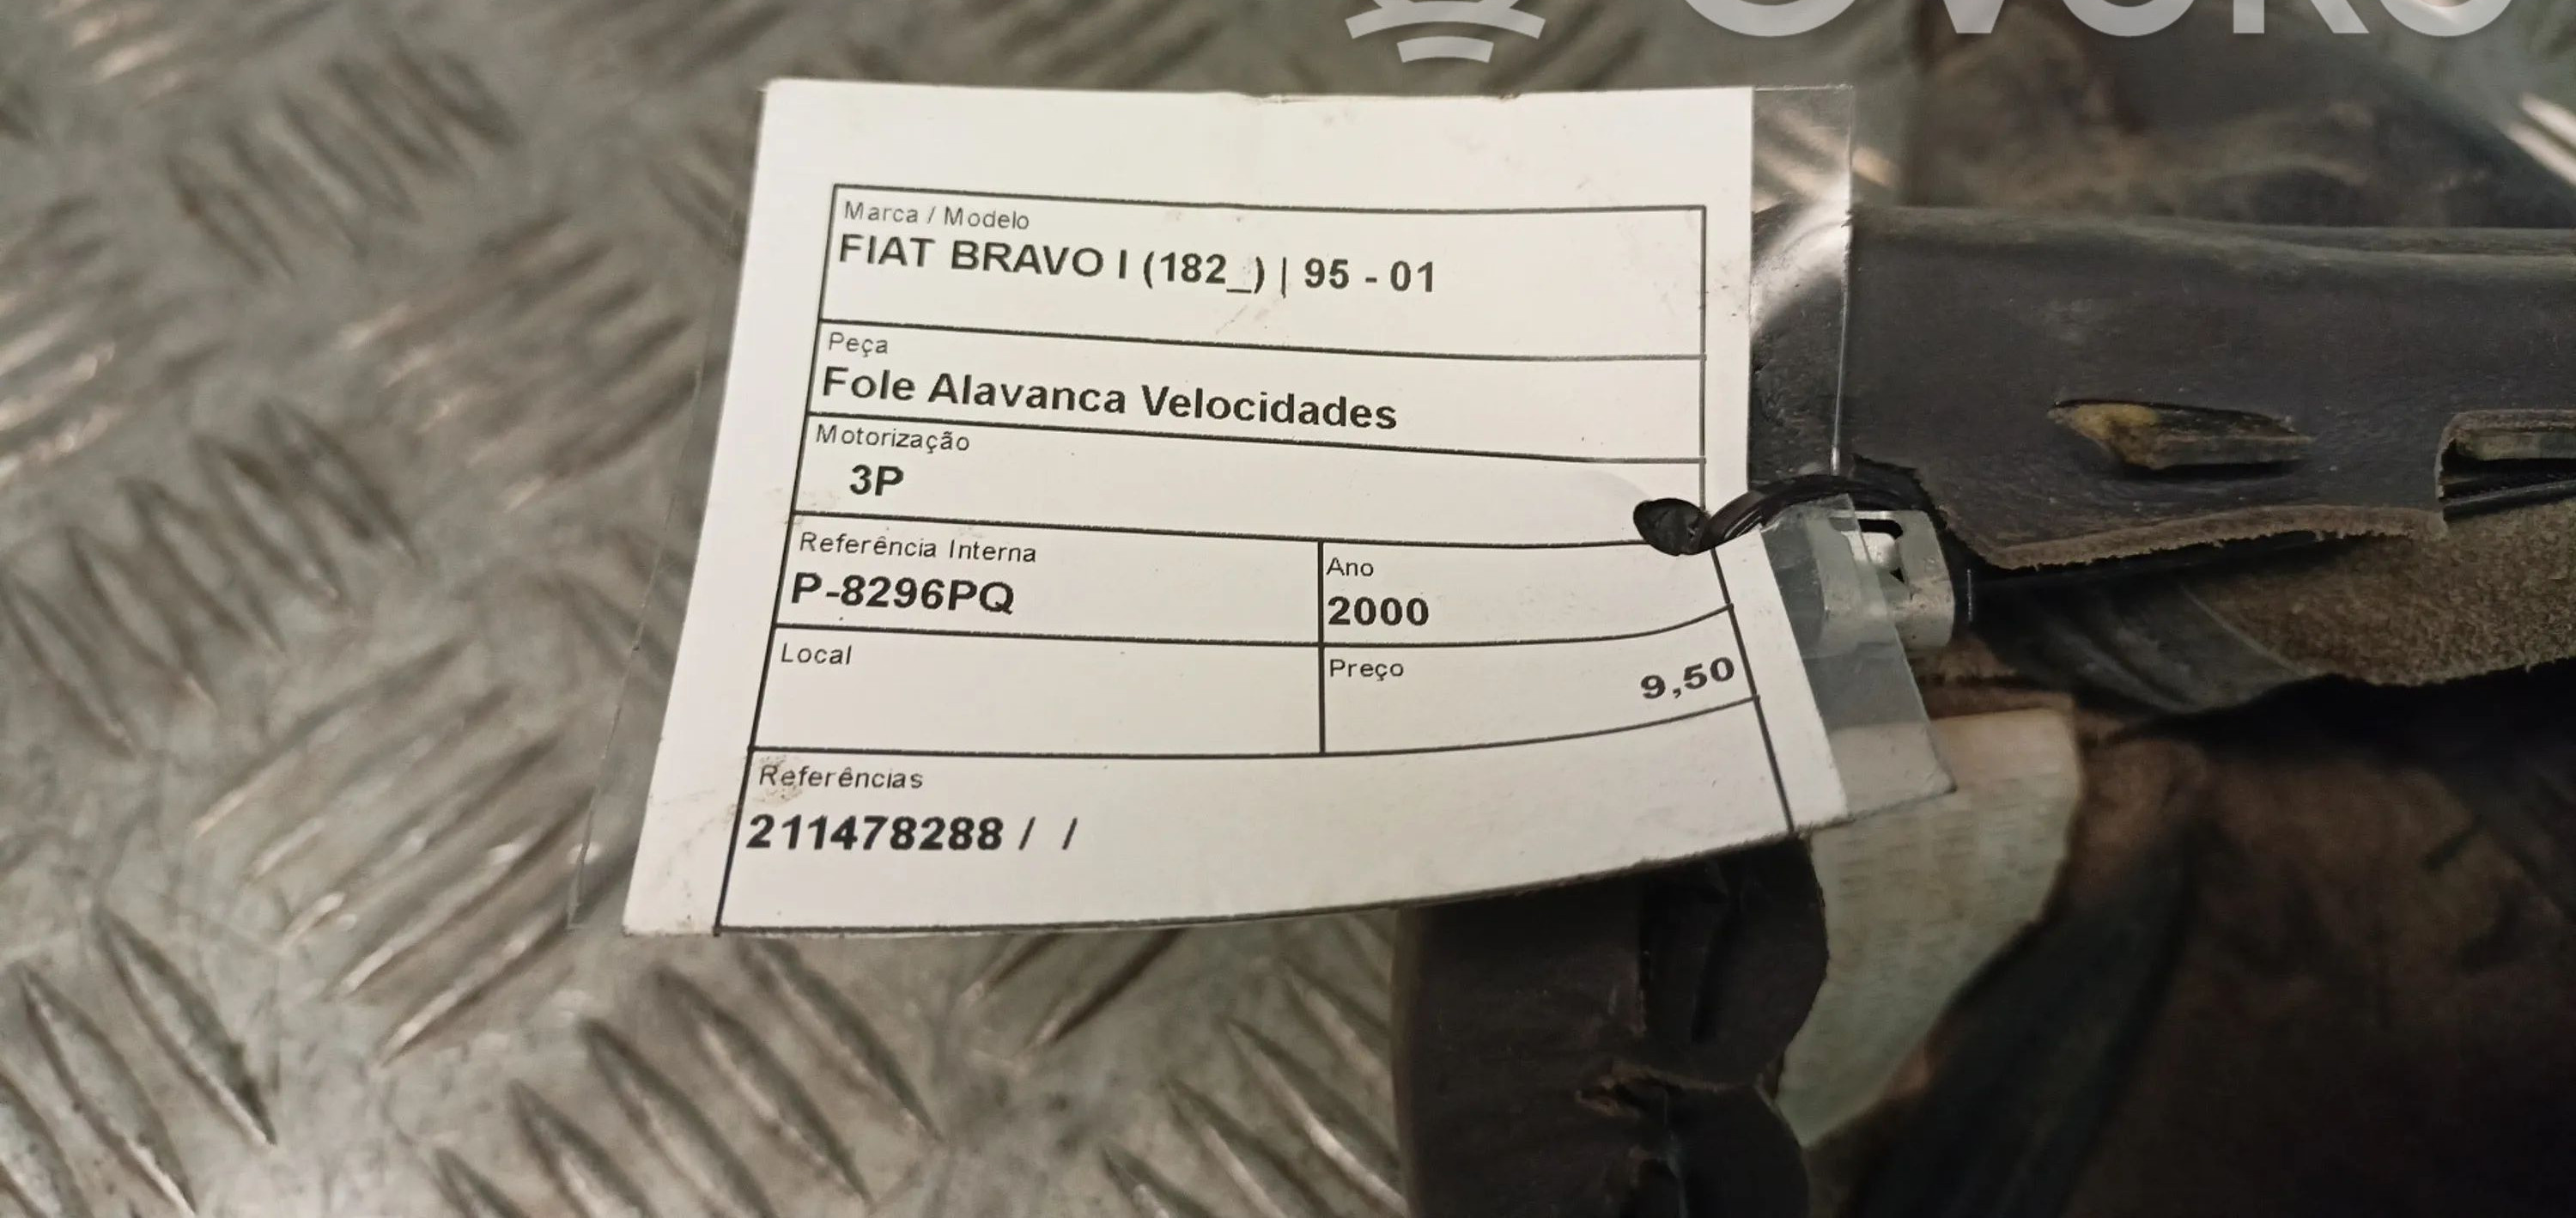 Marca / Modelo
FIAT BRAVO I (182_) | 95 - 01
Peça
Fole Alavanca Velocidades
Motorização
3P
Referência Interna
P-8296PQ
Ano
2000
Local
Preço
9,50
Referências
211478288 / /